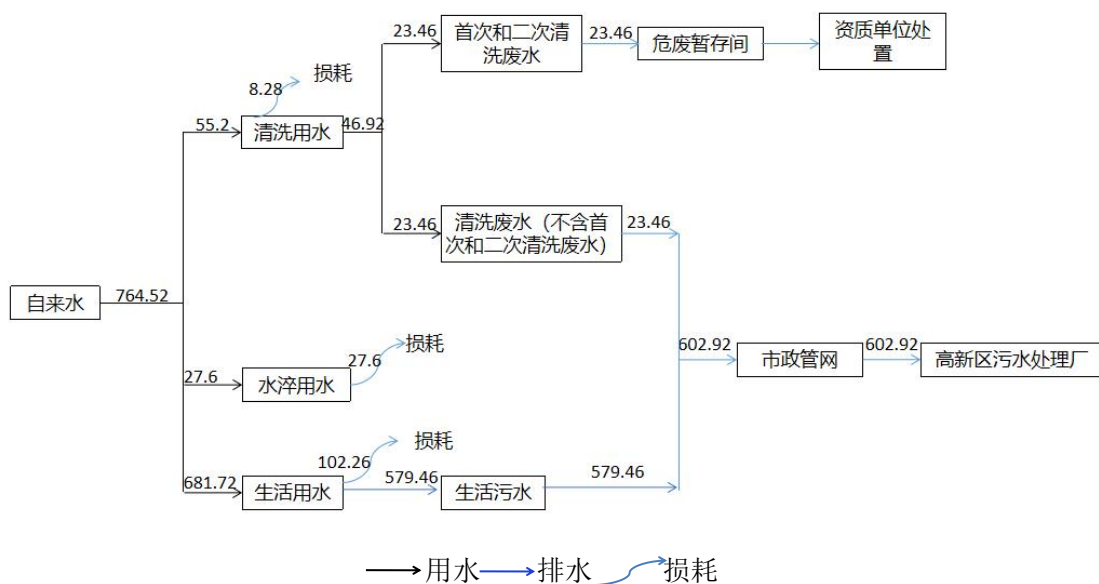 23.46
首次和二次清
洗废水
23.46
危废暂存间
资质单位处
置
损耗
8.28
55.2
清洗用水
46.92
23.46
清洗废水（不含首
次和二次清洗废水）
23.46
自来水
764.52
损耗
27.6
27.6
水淬用水
602.92
市政管网
602.92
高新区污水处理厂
损耗
102.26
681.72
生活用水
579.46
生活污水
579.46
用水
排水
损耗